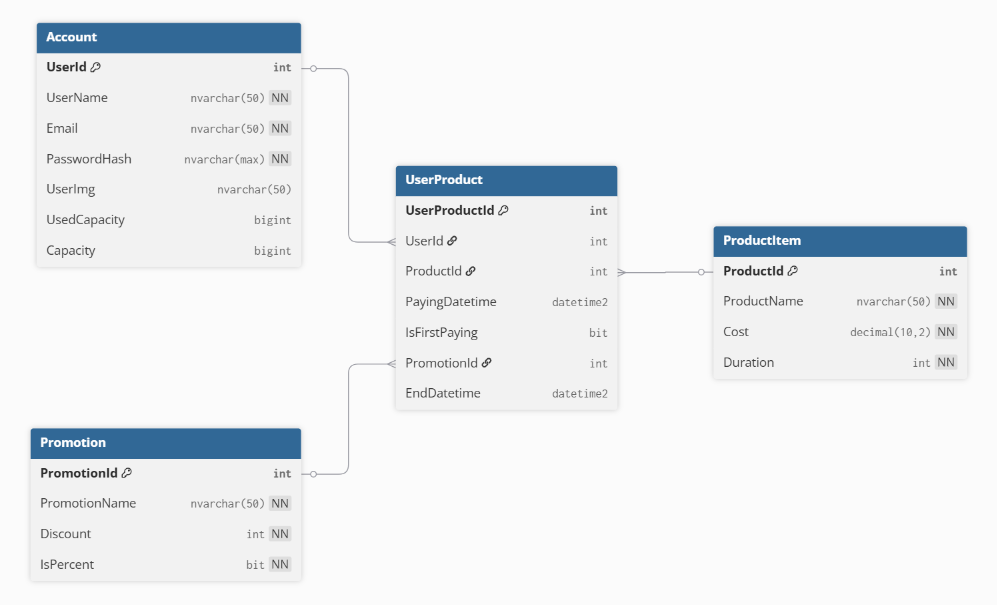 Account
UserId int
UserName nvarchar(50) NN
Email nvarchar(50) NN
PasswordHash nvarchar(max) NN
UserImg nvarchar(50)
UsedCapacity bigint
Capacity bigint
UserProduct
UserProductId int
UserId int
ProductId int
PayingDatetime datetime2
IsFirstPaying bit
PromotionId int
EndDatetime datetime2
ProductItem
ProductId int
ProductName nvarchar(50) NN
Cost decimal(10,2) NN
Duration int NN
Promotion
PromotionId int
PromotionName nvarchar(50) NN
Discount int NN
IsPercent bit NN